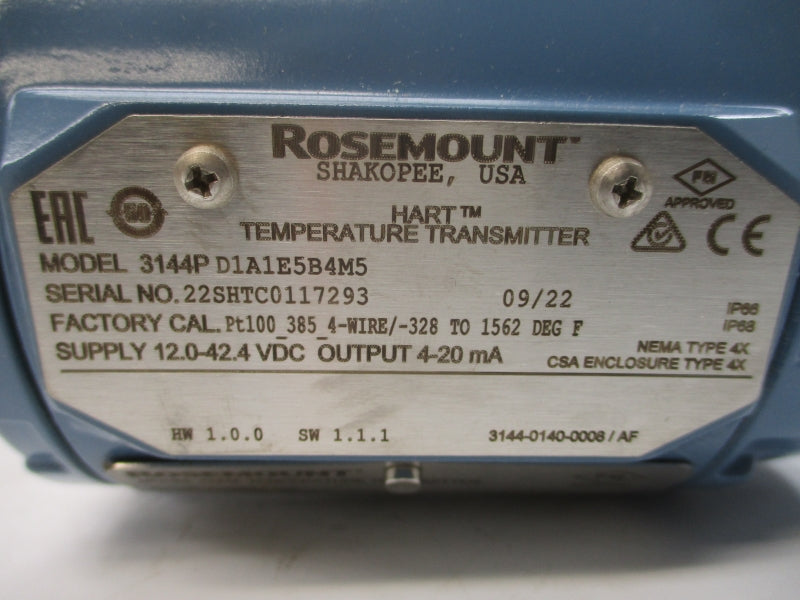 ROSEMOUNT™
SHAKOPEE, USA
FM
APPROVED
EAC
HART™
TEMPERATURE TRANSMITTER
CE
MODEL 3144P D1A1E5B4M5
SERIAL NO. 22SHTC0117293 09/22
FACTORY CAL. Pt100_385_4-WIRE/-328 TO 1562 DEG F
IP66
IP68
SUPPLY 12.0-42.4 VDC OUTPUT 4-20 mA
NEMA TYPE 4X
CSA ENCLOSURE TYPE 4X
HW 1.0.0 SW 1.1.1 3144-0140-0006 / AF